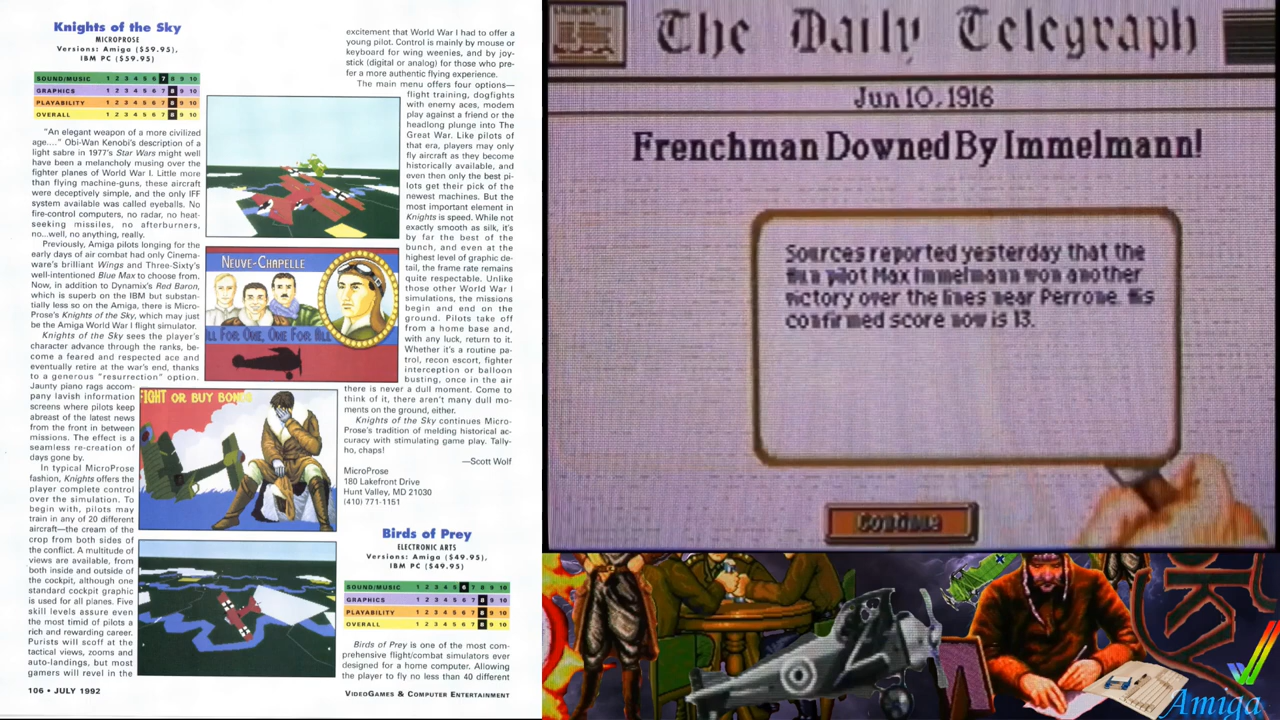 Knights of the Sky
MICROPROSE
Versions: Amiga ($59.95),
IBM PC ($59.95)
SOUND/MUSIC 1 2 3 4 5 6 7 8 9 10
GRAPHICS 1 2 3 4 5 6 7 8 9 10
PLAYABILITY 1 2 3 4 5 6 7 8 9 10
OVERALL 1 2 3 4 5 6 7 8 9 10
"An elegant weapon of a more civilized
age...." Obi-Wan Kenobi's description of a
light sabre in 1977's Star Wars might well
have been a melancholy musing over the
fighter planes of World War I. Little more
than flying machine-guns, these aircraft
were deceptively simple, and the only IFF
system available was called eyeballs. No
fire-control computers, no radar, no heat-
seeking missiles, no afterburners,
no...well, no anything, really.
Previously, Amiga pilots longing for the
early days of air combat had only Cinema-
ware's brilliant Wings and Three-Sixty's
well-intentioned Blue Max to choose from.
Now, in addition to Dynamix's Red Baron,
which is superb on the IBM but substan-
tially less so on the Amiga, there is Micro-
Prose's Knights of the Sky, which may just
be the Amiga World War I flight simulator.
Knights of the Sky sees the player's
character advance through the ranks, be-
come a feared and respected ace and
eventually retire at the war's end, thanks
to a generous "resurrection" option.
Jaunty piano rags accom-
pany lavish information
screens where pilots keep
abreast of the latest news
from the front in between
missions. The effect is a
seamless re-creation of
days gone by.
In typical MicroProse
fashion, Knights offers the
player complete control
over the simulation. To
begin with, pilots may
train in any of 20 different
aircraft—the cream of the
crop from both sides of
the conflict. A multitude of
views are available, from
both inside and outside of
the cockpit, although one
standard cockpit graphic
is used for all planes. Five
skill levels assure even
the most timid of pilots a
rich and rewarding career.
Purists will scoff at the
tactical views, zooms and
auto-landings, but most
gamers will revel in the
excitement that World War I had to offer a
young pilot. Control is mainly by mouse or
keyboard for wing weenies, and by joy-
stick (digital or analog) for those who pre-
fer a more authentic flying experience.
The main menu offers four options—
flight training, dogfights
with enemy aces, modem
play against a friend or the
headlong plunge into The
Great War. Like pilots of
that era, players may only
fly aircraft as they become
historically available, and
even then only the best pi-
lots get their pick of the
newest machines. But the
most important element in
Knights is speed. While not
exactly smooth as silk, it's
by far the best of the
bunch, and even at the
highest level of graphic de-
tail, the frame rate remains
quite respectable. Unlike
those other World War I
simulations, the missions
begin and end on the
ground. Pilots take off
from a home base and,
with any luck, return to it.
Whether it's a routine pa-
trol, recon escort, fighter
interception or balloon
busting, once in the air
there is never a dull moment. Come to
think of it, there aren't many dull mo-
ments on the ground, either.
Knights of the Sky continues Micro-
Prose's tradition of melding historical ac-
curacy with stimulating game play. Tally-
ho, chaps!
—Scott Wolf
MicroProse
180 Lakefront Drive
Hunt Valley, MD 21030
(410) 771-1151
NEUVE-CHAPELLE
ALL FOR ONE, ONE FOR ALL
FIGHT OR BUY BONDS
Birds of Prey
ELECTRONIC ARTS
Versions: Amiga ($49.95),
IBM PC ($49.95)
SOUND/MUSIC 1 2 3 4 5 6 7 8 9 10
GRAPHICS 1 2 3 4 5 6 7 8 9 10
PLAYABILITY 1 2 3 4 5 6 7 8 9 10
OVERALL 1 2 3 4 5 6 7 8 9 10
Birds of Prey is one of the most com-
prehensive flight/combat simulators ever
designed for a home computer. Allowing
the player to fly no less than 40 different
106 • JULY 1992
VIDEOGAMES & COMPUTER ENTERTAINMENT
The Daily Telegraph
Jun 10, 1916
Frenchman Downed By Immelmann!
Sources reported yesterday that the
pilot Max Immelmann won another
victory over the lines near Perrone. His
confirmed score now is 13.
Continue
Amiga